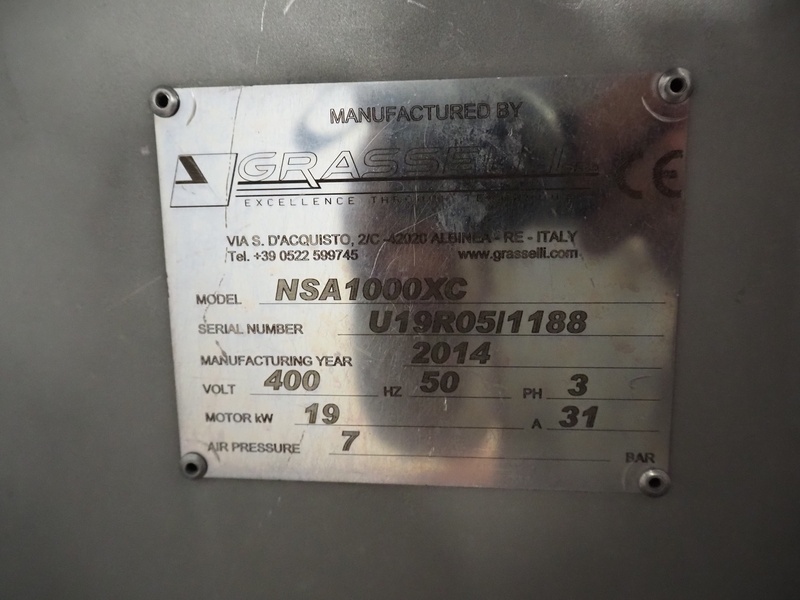 MANUFACTURED BY
GRASSELLI
CE
EXCELLENCE
VIA S. D'ACQUISTO, 2/C -42020 ALBINEA - RE - ITALY
Tel. +39 0522 599745 www.grasselli.com
MODEL NSA1000XC
SERIAL NUMBER U19R05/1188
MANUFACTURING YEAR 2014
VOLT 400 HZ 50 PH 3
MOTOR kW 19 A 31
AIR PRESSURE 7 BAR